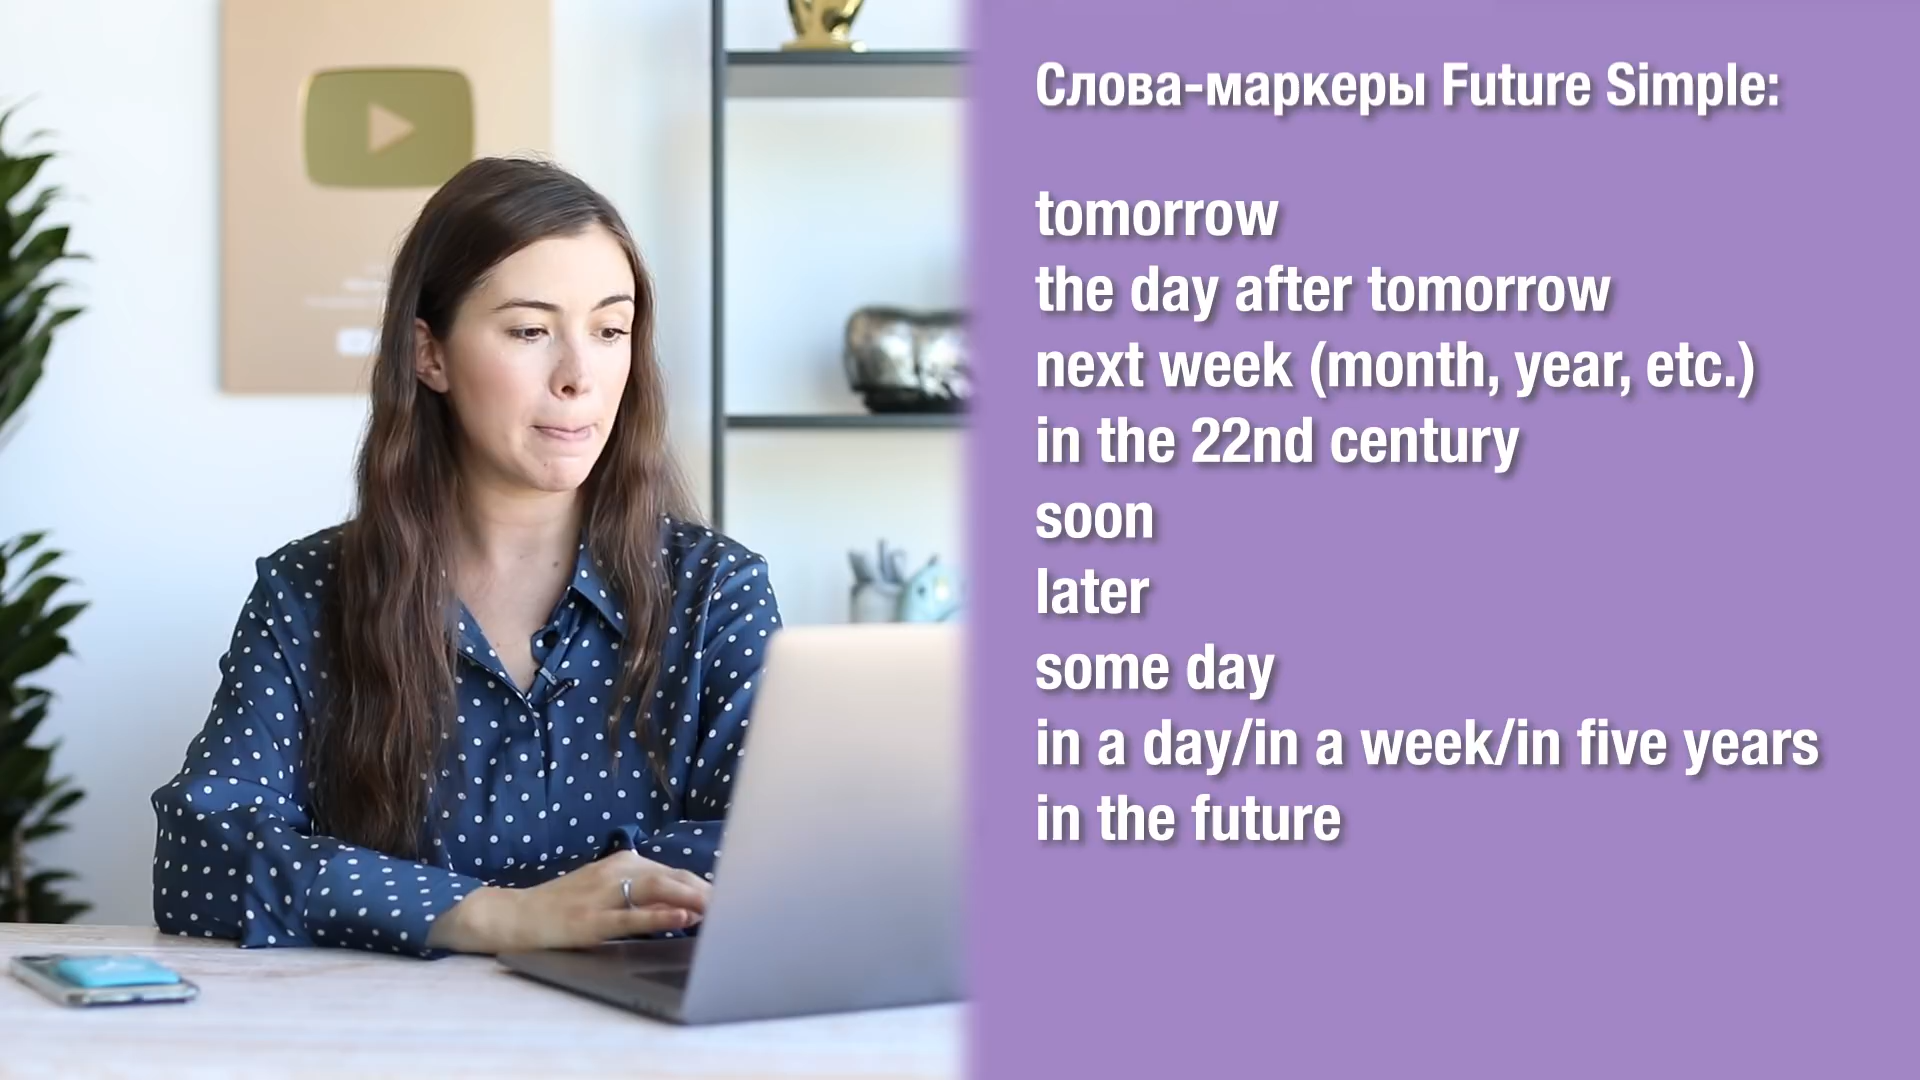 Слова-маркеры Future Simple:
tomorrow
the day after tomorrow
next week (month, year, etc.)
in the 22nd century
soon
later
some day
in a day/in a week/in five years
in the future